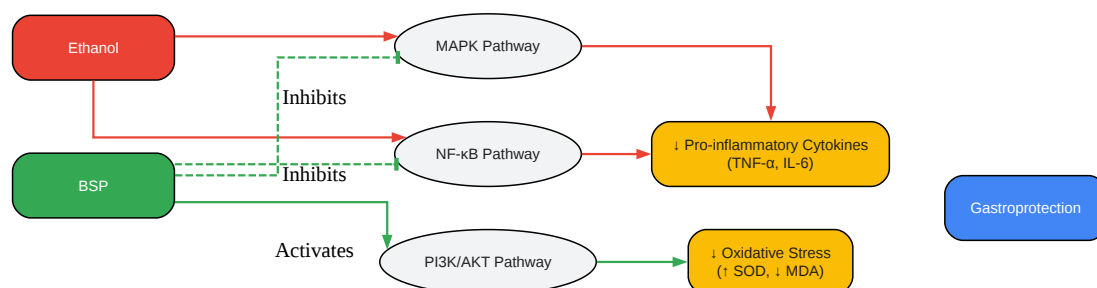 Ethanol
MAPK Pathway
Inhibits
NF-κB Pathway
↓ Pro-inflammatory Cytokines
(TNF-α, IL-6)
BSP
Inhibits
Gastroprotection
Activates
PI3K/AKT Pathway
↓ Oxidative Stress
(↑ SOD, ↓ MDA)